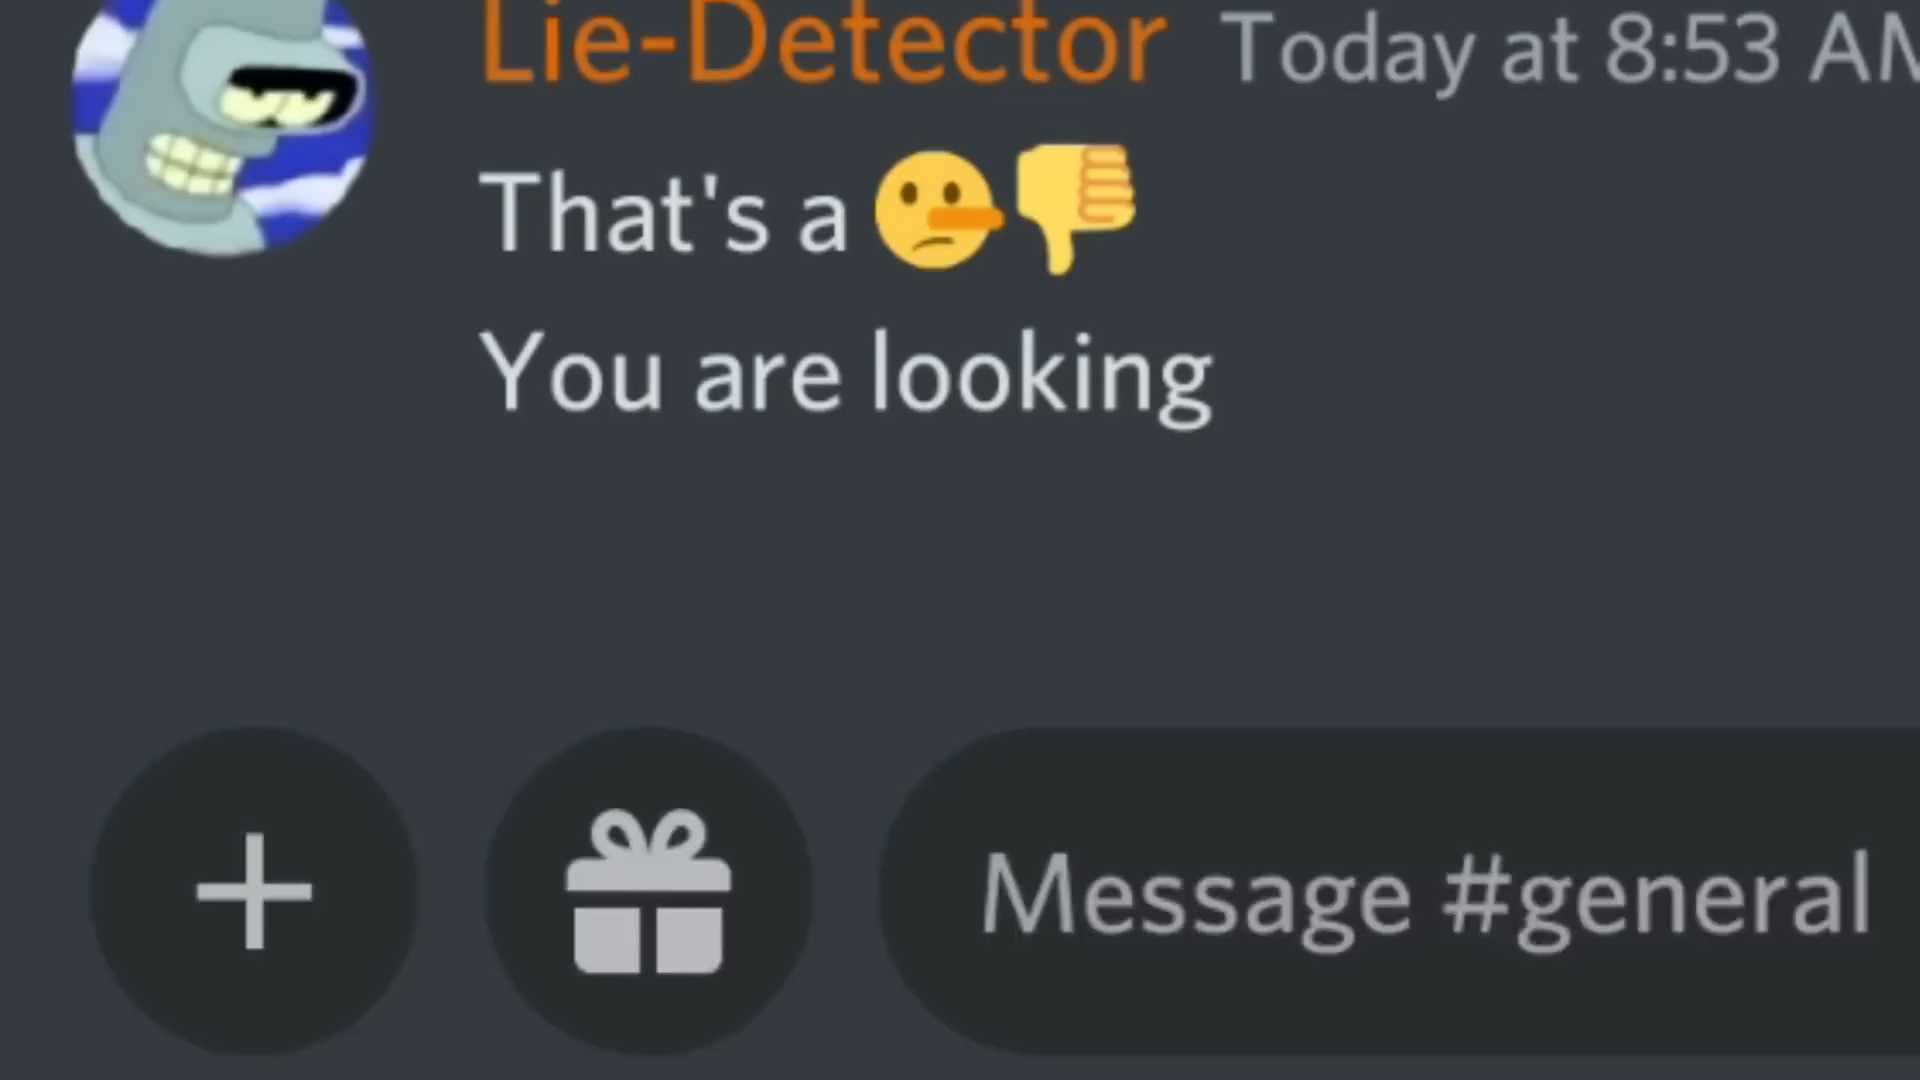 Lie-Detector Today at 8:53 AM
That's a 🤥👎
You are looking
Message #general